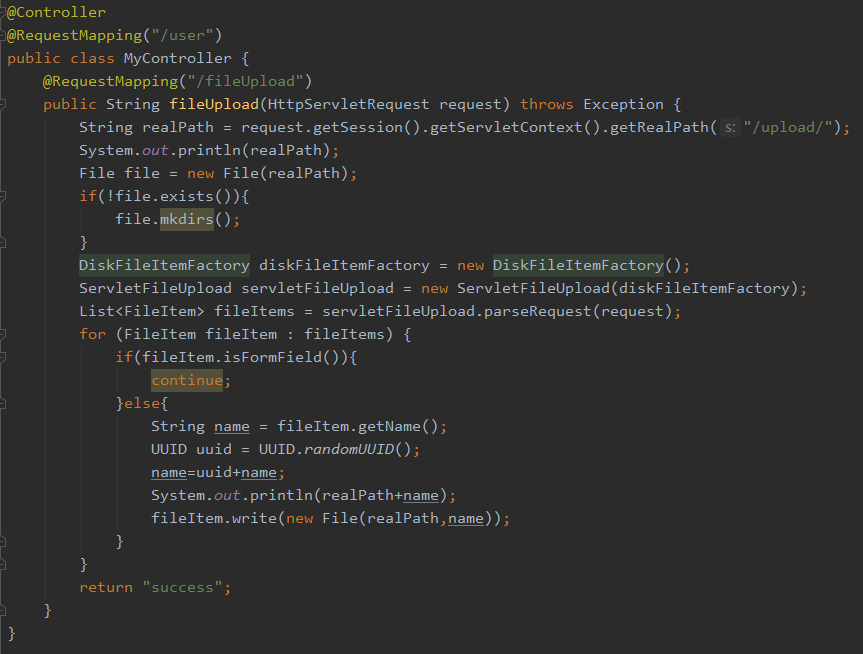 @Controller
@RequestMapping("/user")
public class MyController {
    @RequestMapping("/fileUpload")
    public String fileUpload(HttpServletRequest request) throws Exception {
        String realPath = request.getSession().getServletContext().getRealPath( s: "/upload/");
        System.out.println(realPath);
        File file = new File(realPath);
        if(!file.exists()){
            file.mkdirs();
        }
        DiskFileItemFactory diskFileItemFactory = new DiskFileItemFactory();
        ServletFileUpload servletFileUpload = new ServletFileUpload(diskFileItemFactory);
        List<FileItem> fileItems = servletFileUpload.parseRequest(request);
        for (FileItem fileItem : fileItems) {
            if(fileItem.isFormField()){
                continue;
            }else{
                String name = fileItem.getName();
                UUID uuid = UUID.randomUUID();
                name=uuid+name;
                System.out.println(realPath+name);
                fileItem.write(new File(realPath,name));
            }
        }
        return "success";
    }
}